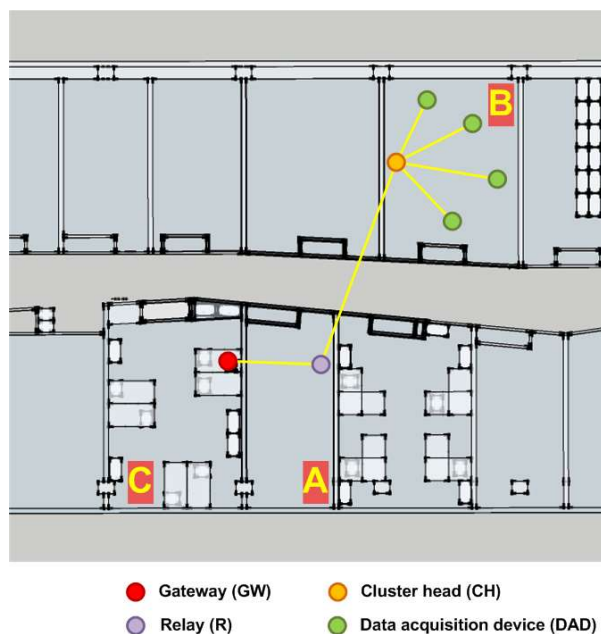 B
C
A
Gateway (GW)
Cluster head (CH)
Relay (R)
Data acquisition device (DAD)